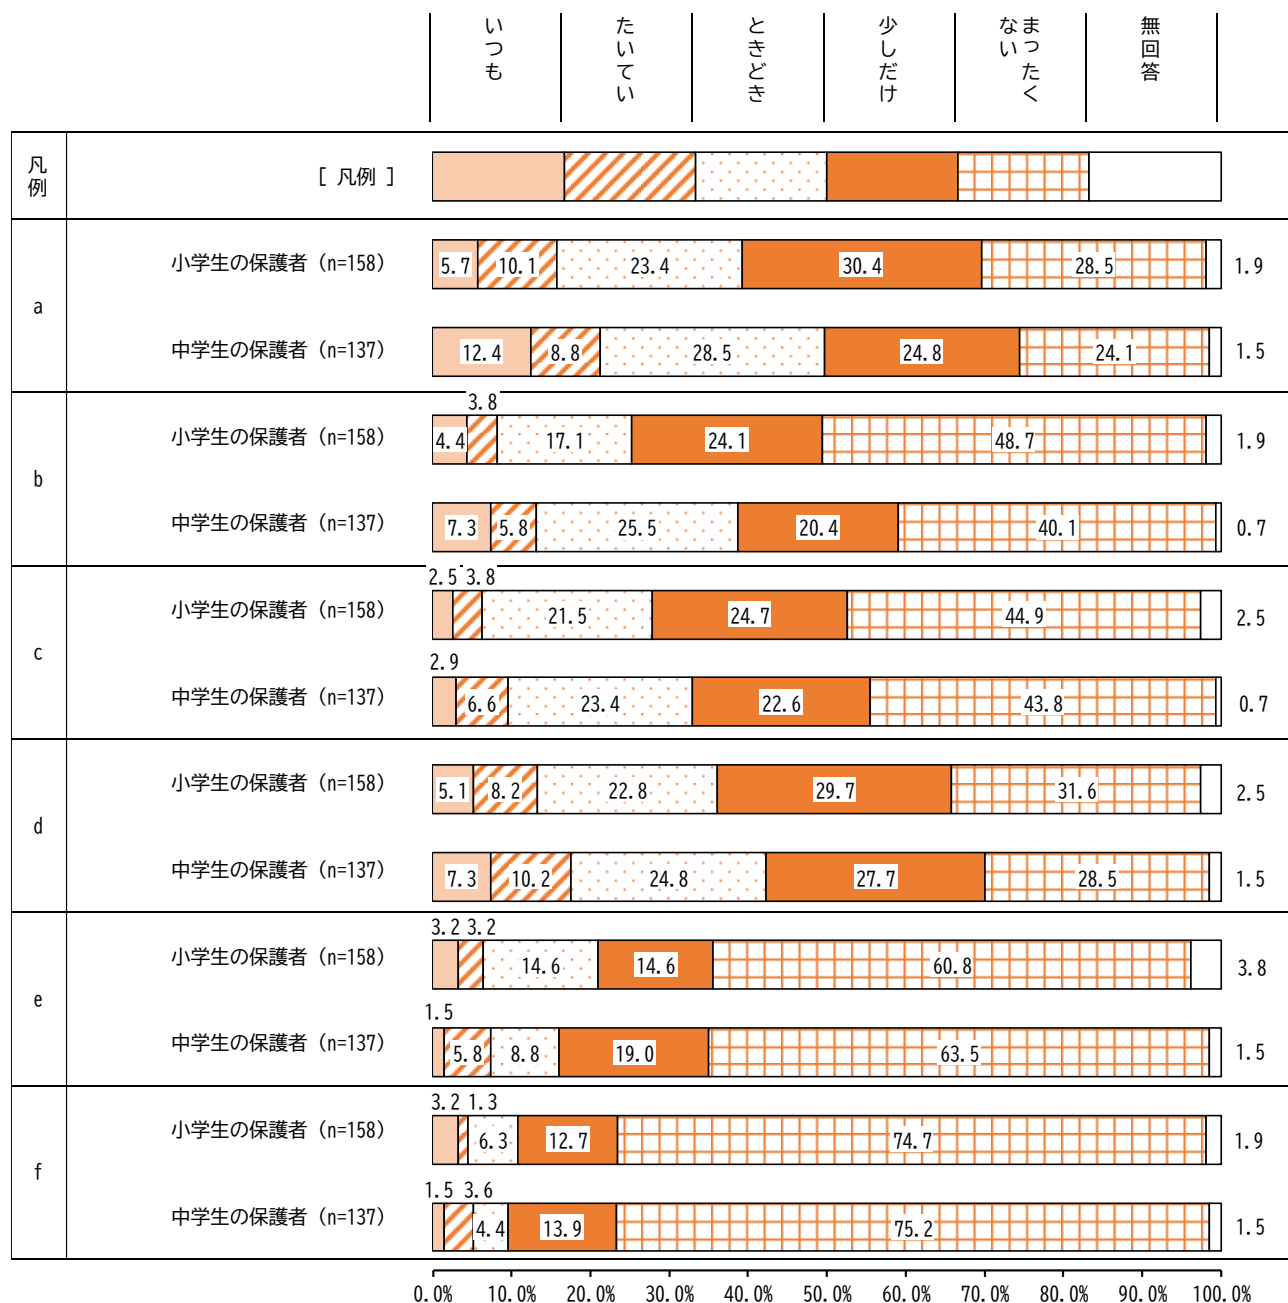 いつも
たいてい
ときどき
少しだけ
まったく
ない
無回答
凡例
[ 凡例 ]
a
小学生の保護者 (n=158)
5.7 10.1 23.4 30.4 28.5 1.9
中学生の保護者 (n=137)
12.4 8.8 28.5 24.8 24.1 1.5
b
小学生の保護者 (n=158)
4.4 3.8 17.1 24.1 48.7 1.9
中学生の保護者 (n=137)
7.3 5.8 25.5 20.4 40.1 0.7
c
小学生の保護者 (n=158)
2.5 3.8 21.5 24.7 44.9 2.5
中学生の保護者 (n=137)
2.9 6.6 23.4 22.6 43.8 0.7
d
小学生の保護者 (n=158)
5.1 8.2 22.8 29.7 31.6 2.5
中学生の保護者 (n=137)
7.3 10.2 24.8 27.7 28.5 1.5
e
小学生の保護者 (n=158)
3.2 3.2 14.6 14.6 60.8 3.8
中学生の保護者 (n=137)
1.5 5.8 8.8 19.0 63.5 1.5
f
小学生の保護者 (n=158)
3.2 1.3 6.3 12.7 74.7 1.9
中学生の保護者 (n=137)
1.5 3.6 4.4 13.9 75.2 1.5
0.0% 10.0% 20.0% 30.0% 40.0% 50.0% 60.0% 70.0% 80.0% 90.0% 100.0%